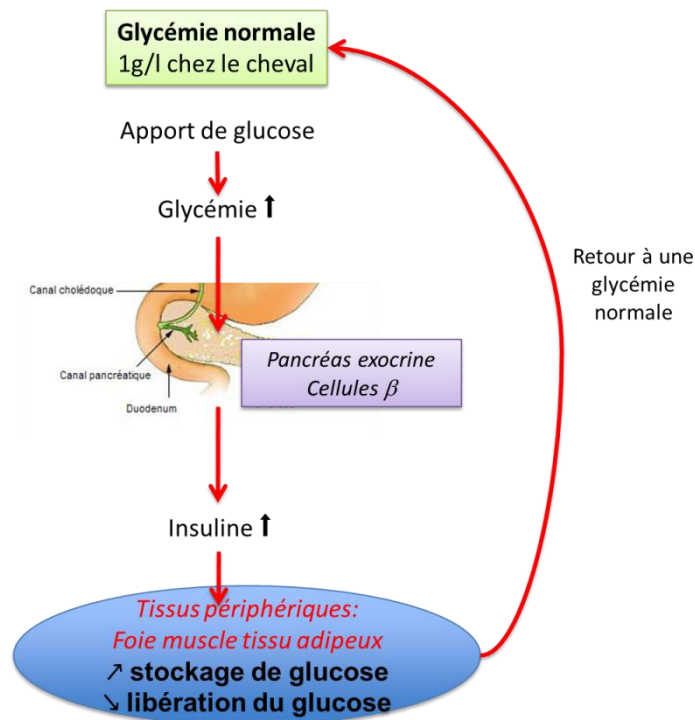 Glycémie normale
1g/l chez le cheval
Apport de glucose
Glycémie ⬆
Retour à une
glycémie
normale
Canal cholédoque
Canal pancréatique
Duodenum
Pancréas exocrine
Cellules β
Insuline ⬆
Tissus périphériques:
Foie muscle tissu adipeux
↗ stockage de glucose
↘ libération du glucose